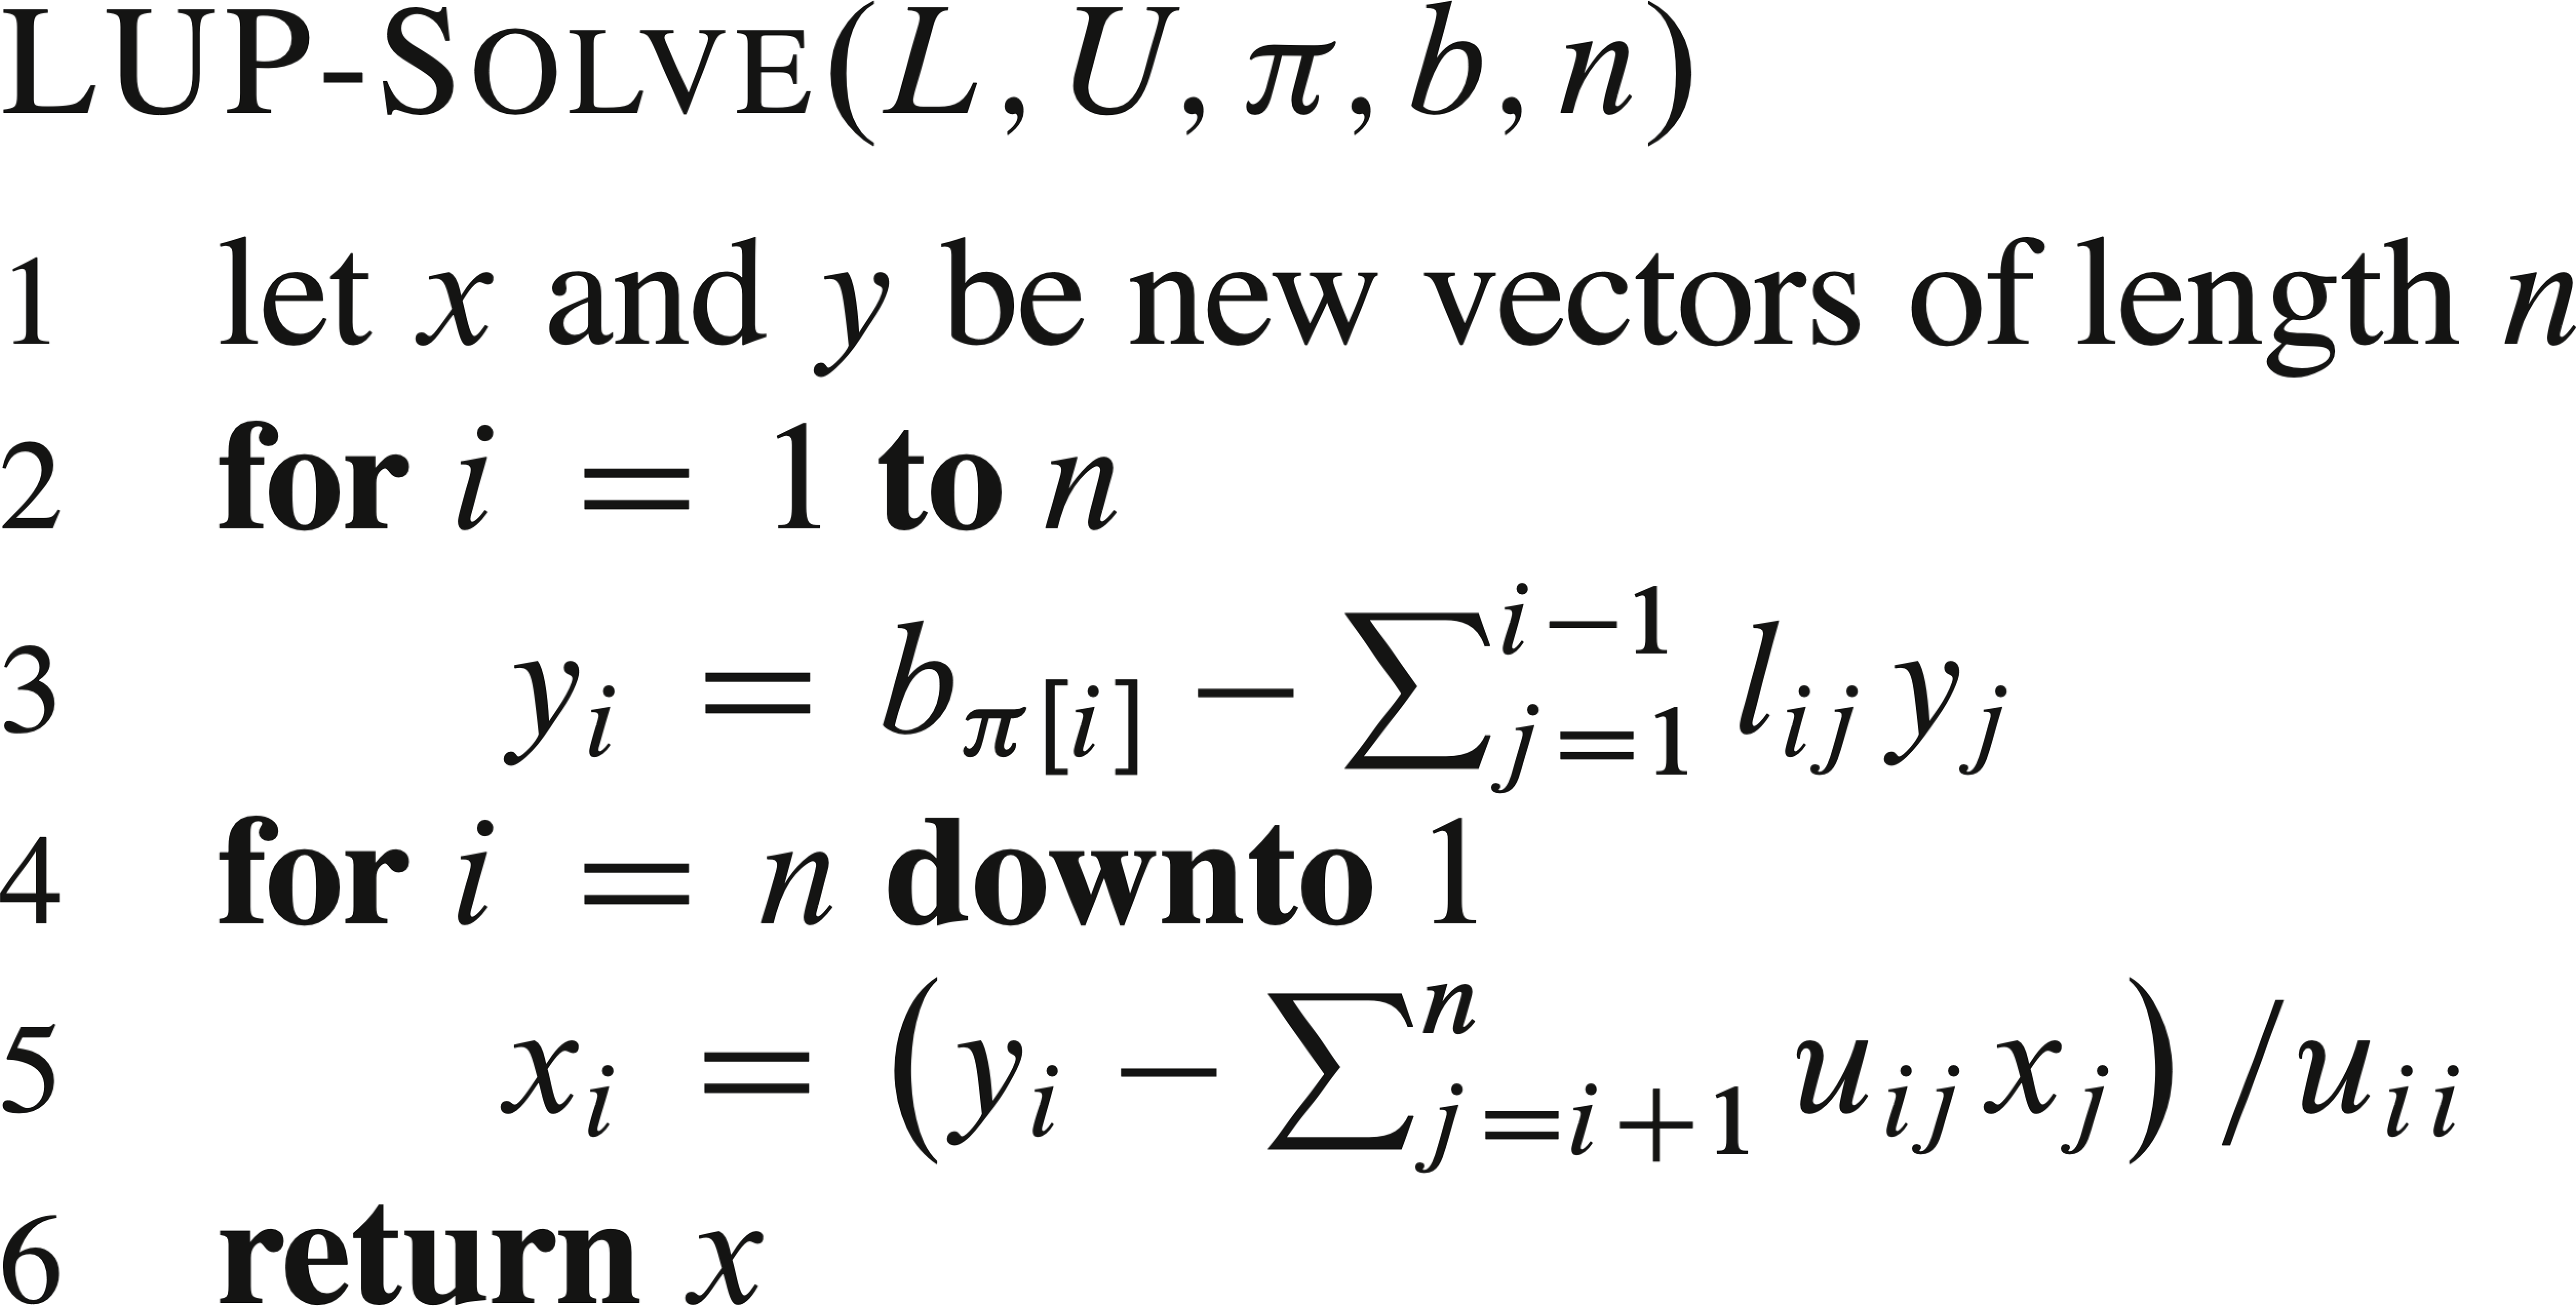 LUP-SOLVE(L, U, π, b, n)
1 let x and y be new vectors of length n
2 for i = 1 to n
3 y_i = b_{π[i]} − ∑_{j=1}^{i−1} l_{ij} y_j
4 for i = n downto 1
5 x_i = (y_i − ∑_{j=i+1}^{n} u_{ij} x_j) / u_{ii}
6 return x